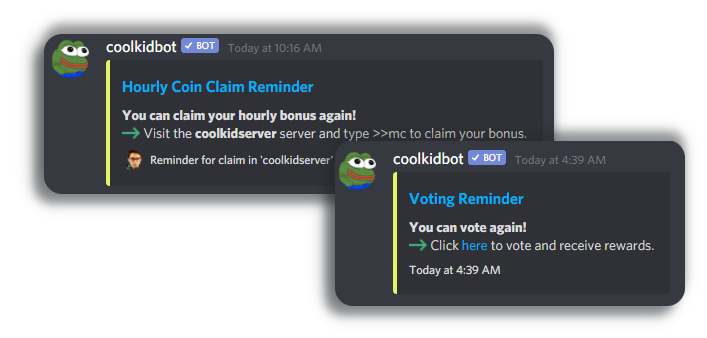 coolkidbot ✓ BOT Today at 10:16 AM
Hourly Coin Claim Reminder
You can claim your hourly bonus again!
Visit the coolkidserver server and type >>mc to claim your bonus.
Reminder for claim in 'coolkidserver'
coolkidbot ✓ BOT Today at 4:39 AM
Voting Reminder
You can vote again!
Click here to vote and receive rewards.
Today at 4:39 AM